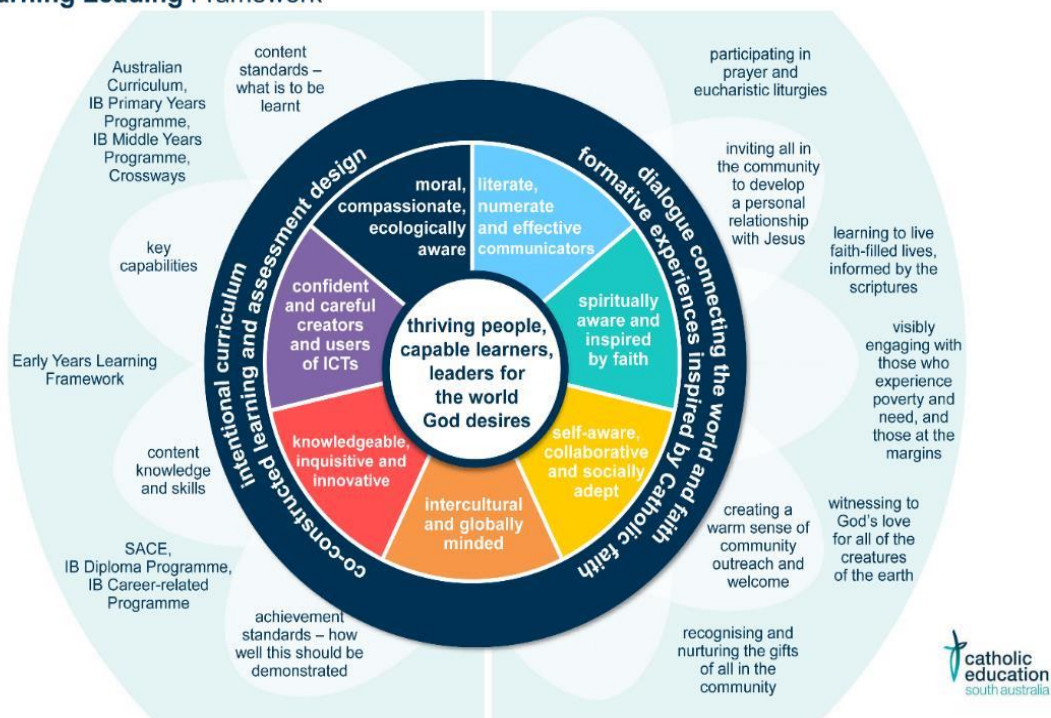 Leading Framework
content
standards –
what is to be
learnt
Australian
Curriculum,
IB Primary Years
Programme,
IB Middle Years
Programme,
Crossways
key
capabilities
Early Years Learning
Framework
content
knowledge
and skills
SACE,
IB Diploma Programme,
IB Career-related
Programme
achievement
standards – how
well this should be
demonstrated
intentional curriculum
co-constructed learning and assessment design
moral,
compassionate,
ecologically
aware
literate,
numerate
and effective
communicators
confident
and careful
creators
and users
of ICTs
spiritually
aware and
inspired
by faith
thriving people,
capable learners,
leaders for
the world
God desires
knowledgeable,
inquisitive and
innovative
self-aware,
collaborative
and socially
adept
intercultural
and globally
minded
dialogue connecting the world and faith
formative experiences inspired by Catholic faith
participating in
prayer and
eucharistic liturgies
inviting all in
the community
to develop
a personal
relationship
with Jesus
learning to live
faith-filled lives,
informed by the
scriptures
visibly
engaging with
those who
experience
poverty and
need, and
those at the
margins
creating a
warm sense of
community
outreach and
welcome
witnessing to
God's love
for all of the
creatures
of the earth
recognising and
nurturing the gifts
of all in the
community
catholic
education
south australia